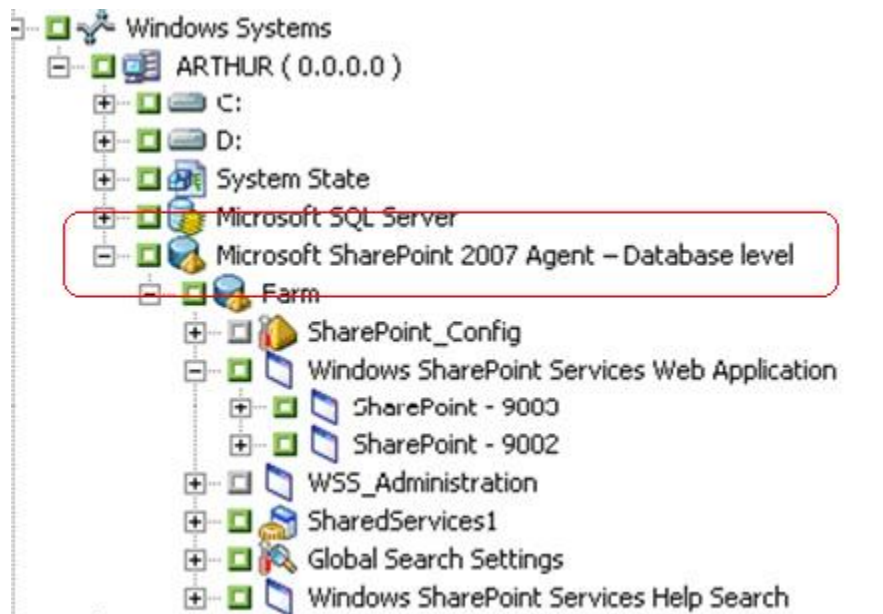 Windows Systems
ARTHUR ( 0.0.0.0 )
C:
D:
System State
Microsoft SQL Server
Microsoft SharePoint 2007 Agent – Database level
Farm
SharePoint_Config
Windows SharePoint Services Web Application
SharePoint - 9003
SharePoint - 9002
WSS_Administration
SharedServices1
Global Search Settings
Windows SharePoint Services Help Search